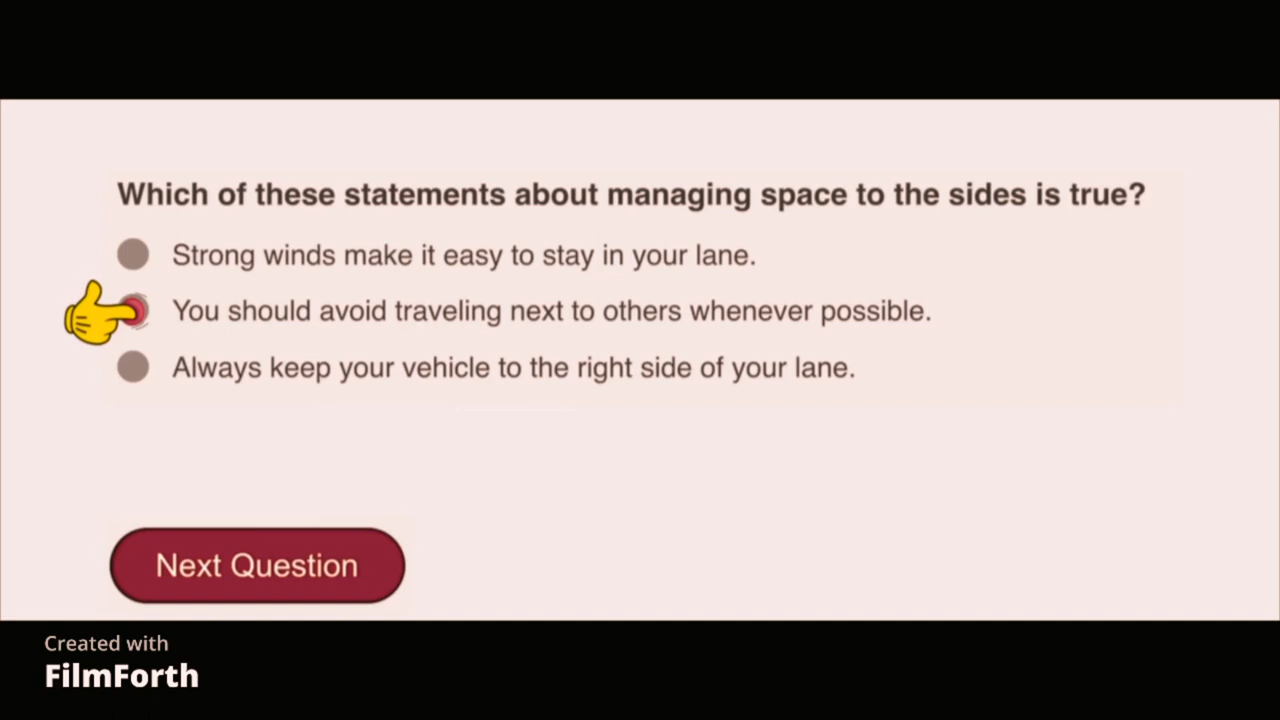 Which of these statements about managing space to the sides is true?
Strong winds make it easy to stay in your lane.
You should avoid traveling next to others whenever possible.
Always keep your vehicle to the right side of your lane.
Next Question
Created with
FilmForth